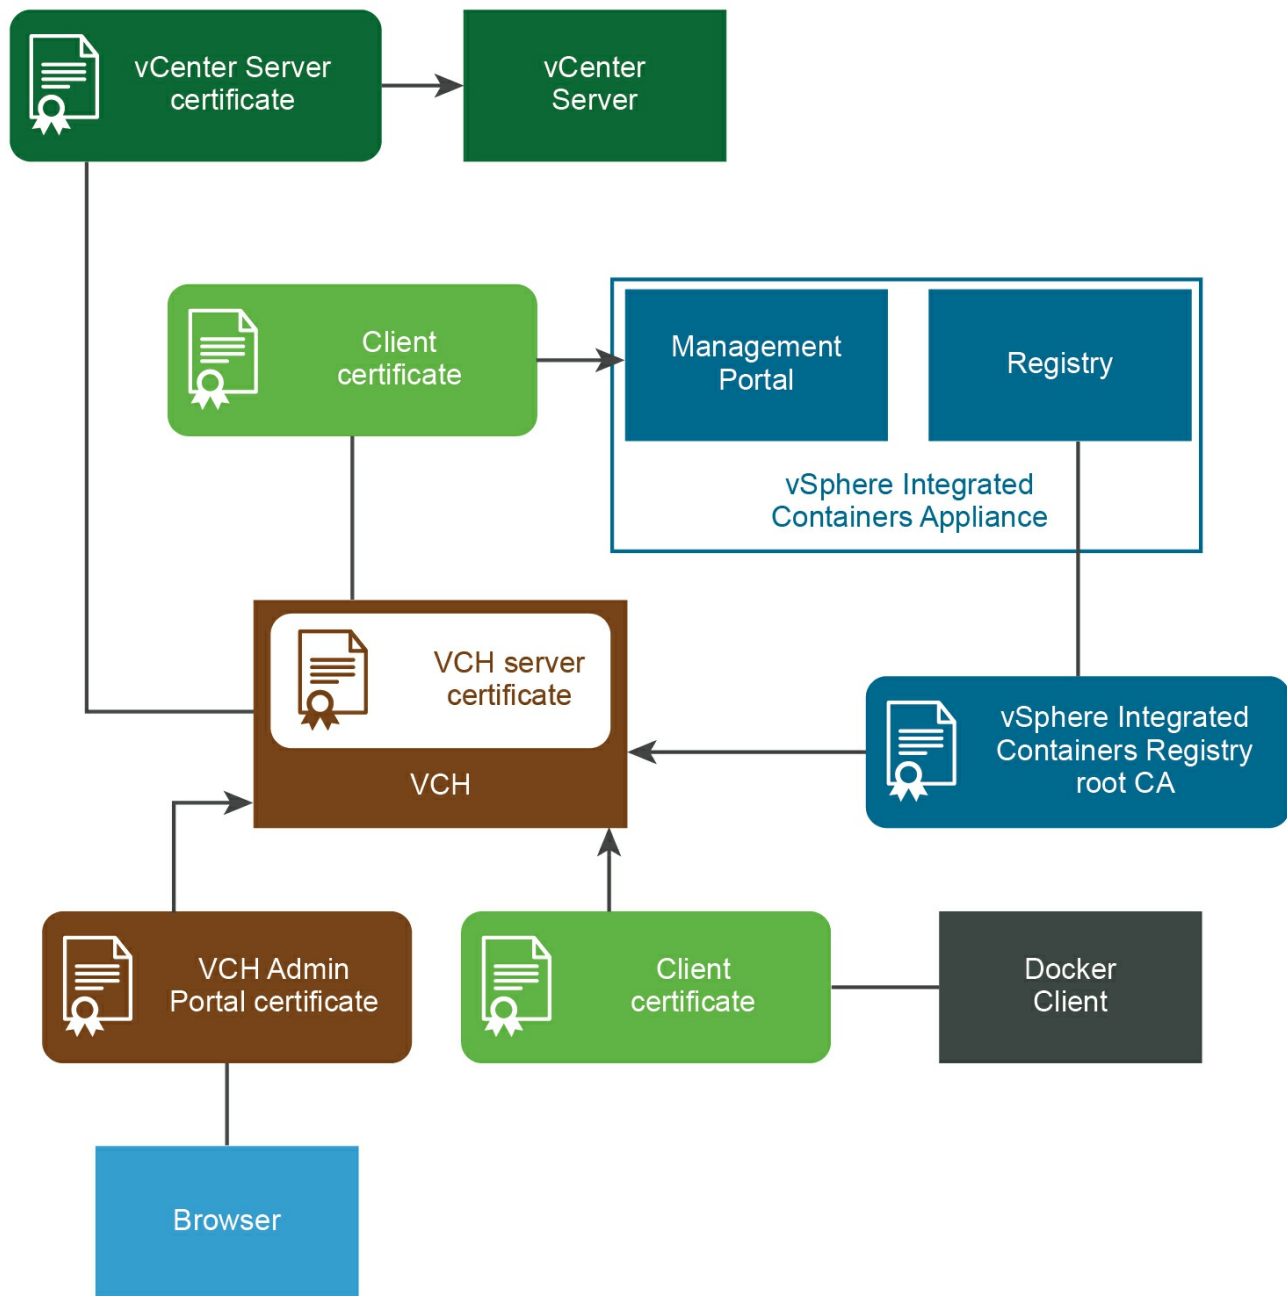 vCenter Server
certificate
vCenter
Server
Client
certificate
Management
Portal
Registry
vSphere Integrated
Containers Appliance
VCH server
certificate
VCH
vSphere Integrated
Containers Registry
root CA
VCH Admin
Portal certificate
Client
certificate
Docker
Client
Browser